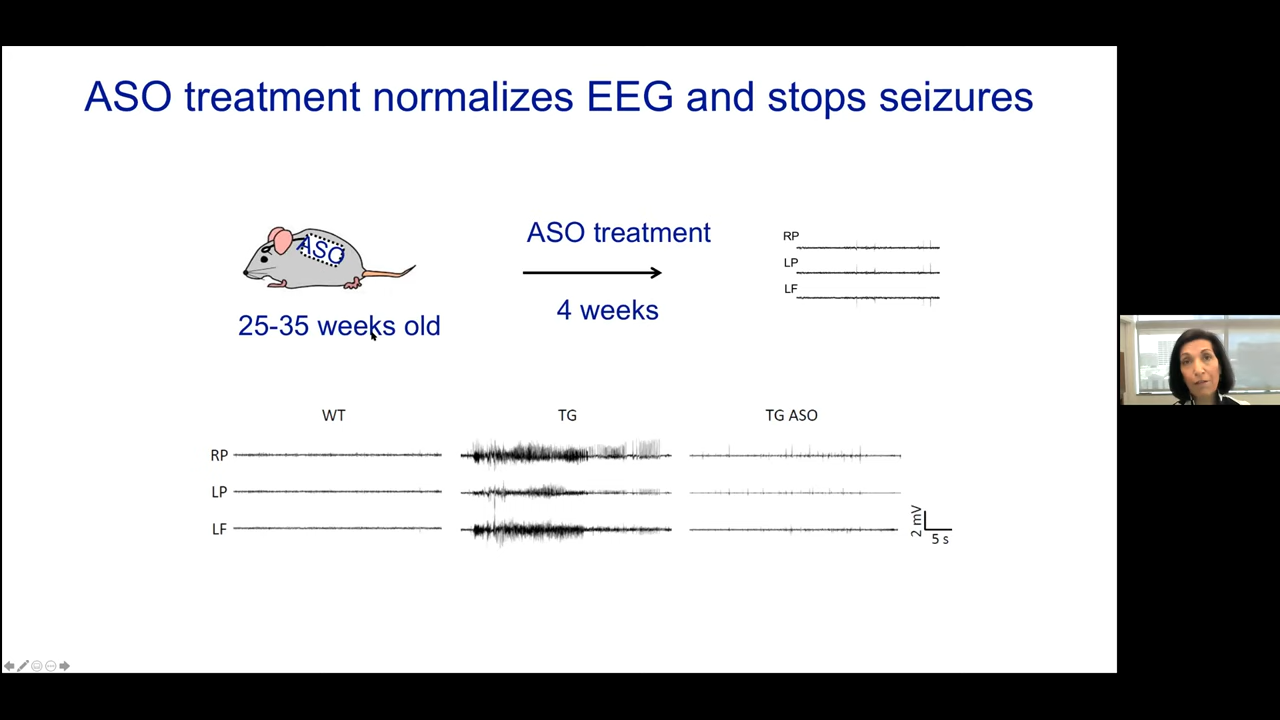 ASO treatment normalizes EEG and stops seizures
ASO
25-35 weeks old
ASO treatment
4 weeks
RP
LP
LF
WT
TG
TG ASO
RP
LP
LF
2 mV
5 s